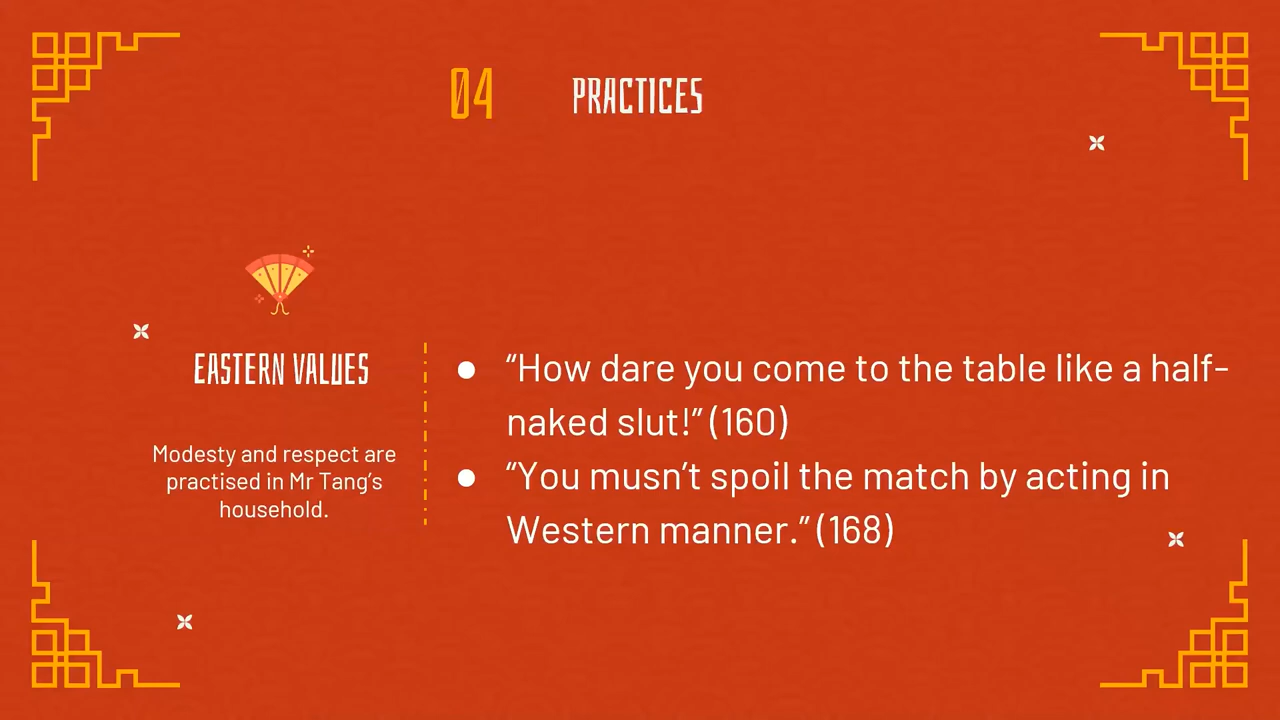 04 PRACTICES
EASTERN VALUES
Modesty and respect are
practised in Mr Tang’s
household.
● “How dare you come to the table like a half-
naked slut!” (160)
● “You musn’t spoil the match by acting in
Western manner.” (168)